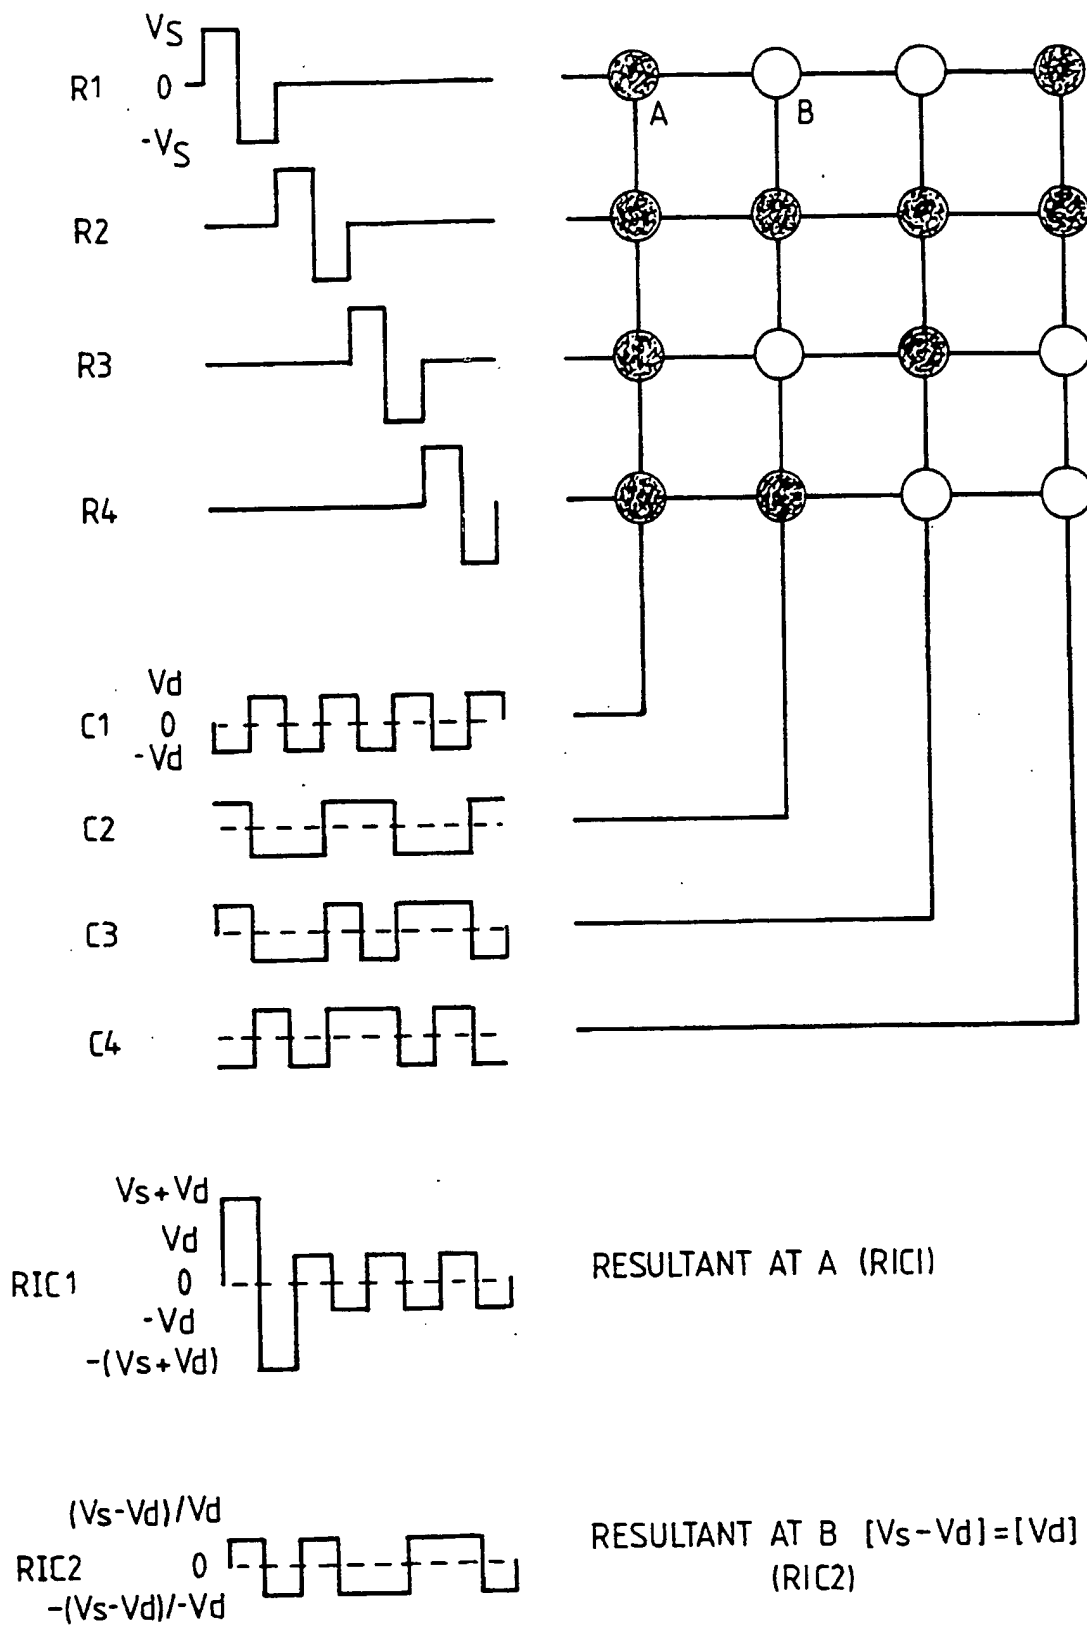 VS
R1 0
-VS
A B
R2
R3
R4
Vd
C1 0
-Vd
C2
C3
C4
Vs+Vd
Vd
RIC1 0
-Vd
-(Vs+Vd)
RESULTANT AT A (RIC1)
(Vs-Vd)/Vd
RIC2 0
-(Vs-Vd)/-Vd
RESULTANT AT B [Vs-Vd]=[Vd]
(RIC2)